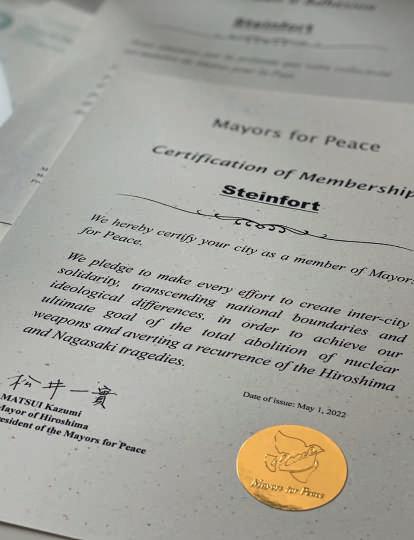 Adhésion
Steinfort
Mayors for Peace
Certification of Membership
Steinfort
We hereby certify your city as a member of Mayors
for Peace.
We pledge to make every effort to create inter-city
solidarity, transcending national boundaries and
ideological differences, in order to achieve our
ultimate goal of the total abolition of nuclear
weapons and averting a recurrence of the Hiroshima
and Nagasaki tragedies.
松井一實
MATSUI Kazumi
Mayor of Hiroshima
President of the Mayors for Peace
Date of issue: May 1, 2022
Mayors for Peace